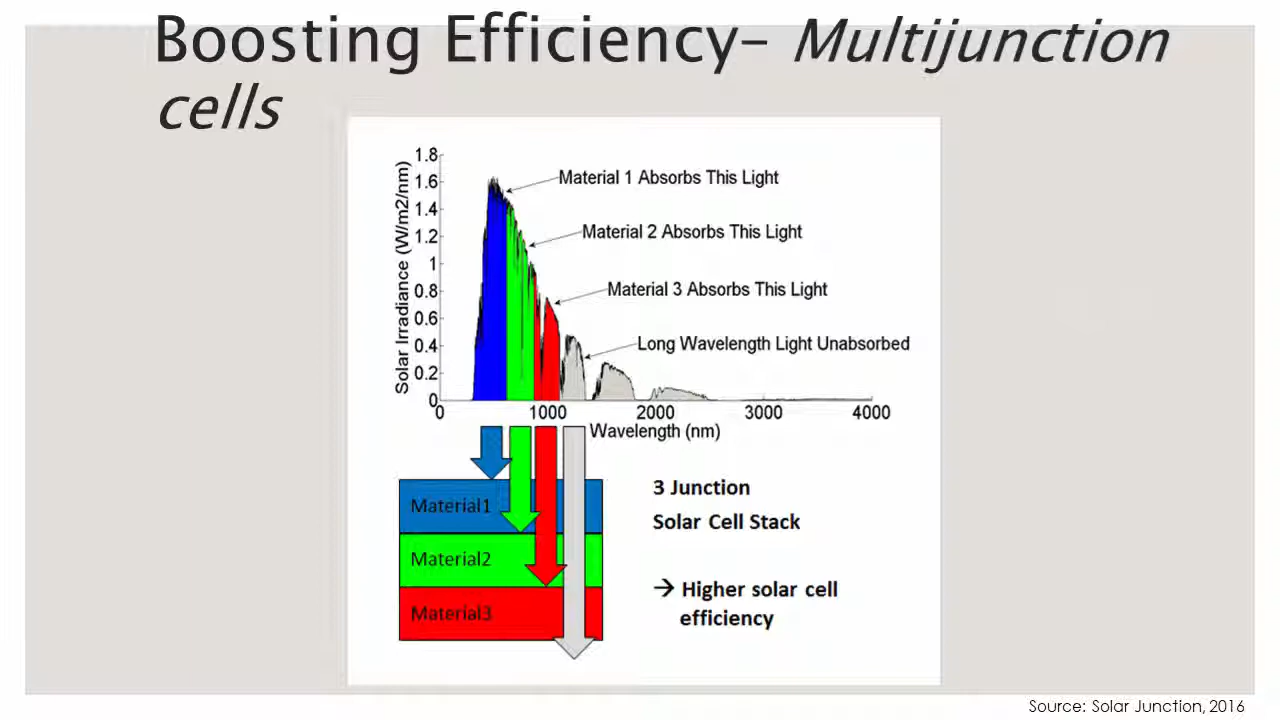 Boosting Efficiency– Multijunction
cells
Solar Irradiance (W/m2/nm)
1.8
1.6
1.4
1.2
1
0.8
0.6
0.4
0.2
0
Material 1 Absorbs This Light
Material 2 Absorbs This Light
Material 3 Absorbs This Light
Long Wavelength Light Unabsorbed
0 1000 2000 3000 4000
Wavelength (nm)
Material1
Material2
Material3
3 Junction
Solar Cell Stack
→ Higher solar cell
efficiency
Source: Solar Junction, 2016